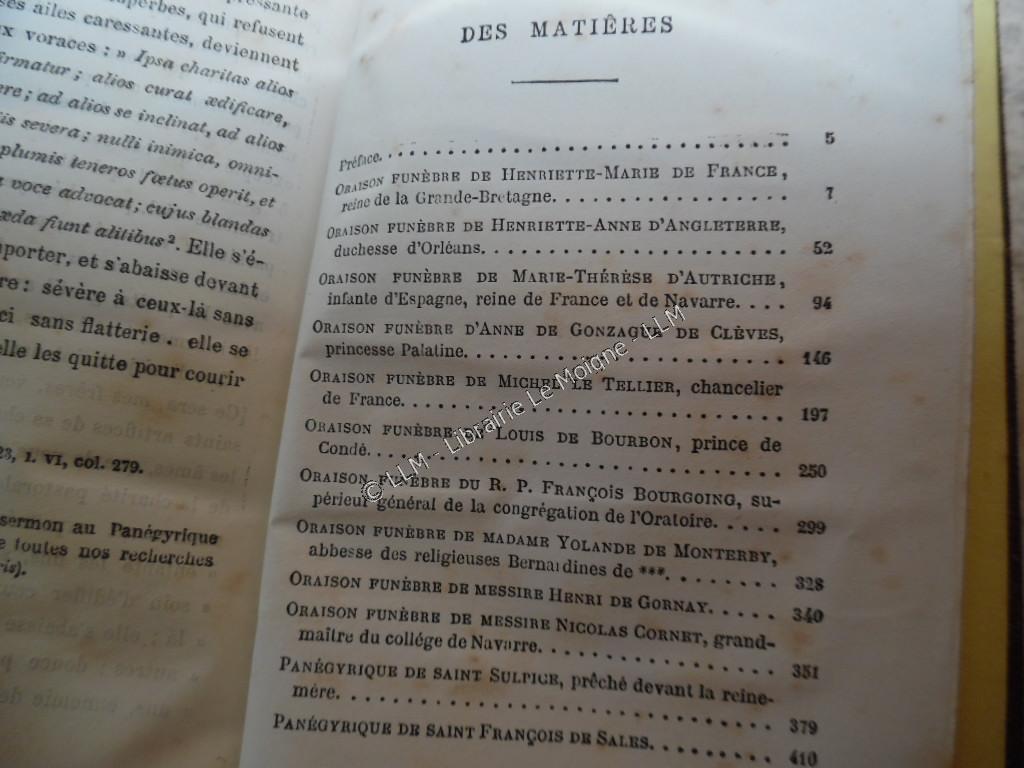 pressante
superbes, qui refusent
ses ailes caressantes, deviennent
ux voraces : » Ipsa charitas alios
firmatur ; alios curat ædificare,
ere ; ad alios se inclinat, ad alios
is severa ; nulli inimica, omni-
plumis teneros fœtus operit, et
voce advocat ; cujus blandas
æda fiunt alitibus². Elle s'é-
mporter, et s'abaisse devant
re : sévère à ceux-là sans
ci sans flatterie. elle se
elle les quitte pour courir
23, t. VI, col. 279.
sermon au Panégyrique
e toutes nos recherches
ris).
DES MATIÈRES
Préface. 5
ORAISON FUNÈBRE DE HENRIETTE-MARIE DE FRANCE,
reine de la Grande-Bretagne. 7
ORAISON FUNÈBRE DE HENRIETTE-ANNE D'ANGLETERRE,
duchesse d'Orléans. 52
ORAISON FUNÈBRE DE MARIE-THÉRÈSE D'AUTRICHE,
infante d'Espagne, reine de France et de Navarre. 94
ORAISON FUNÈBRE D'ANNE DE GONZAGUE DE CLÈVES,
princesse Palatine. 146
ORAISON FUNÈBRE DE MICHEL LE TELLIER, chancelier
de France. 197
ORAISON FUNÈBRE DE LOUIS DE BOURBON, prince de
Condé. 250
ORAISON FUNÈBRE DU R. P. FRANÇOIS BOURGOING, su-
périeur général de la congrégation de l'Oratoire. 299
ORAISON FUNÈBRE DE MADAME YOLANDE DE MONTERBY,
abbesse des religieuses Bernardines de ***. 328
ORAISON FUNÈBRE DE MESSIRE HENRI DE GORNAY. 340
ORAISON FUNÈBRE DE MESSIRE NICOLAS CORNET, grand-
maître du collége de Navarre. 351
PANÉGYRIQUE DE SAINT SULPICE, prêché devant la reine-
mère. 379
PANÉGYRIQUE DE SAINT FRANÇOIS DE SALES. 410
© LLM - Librairie Le Moigne - LLM